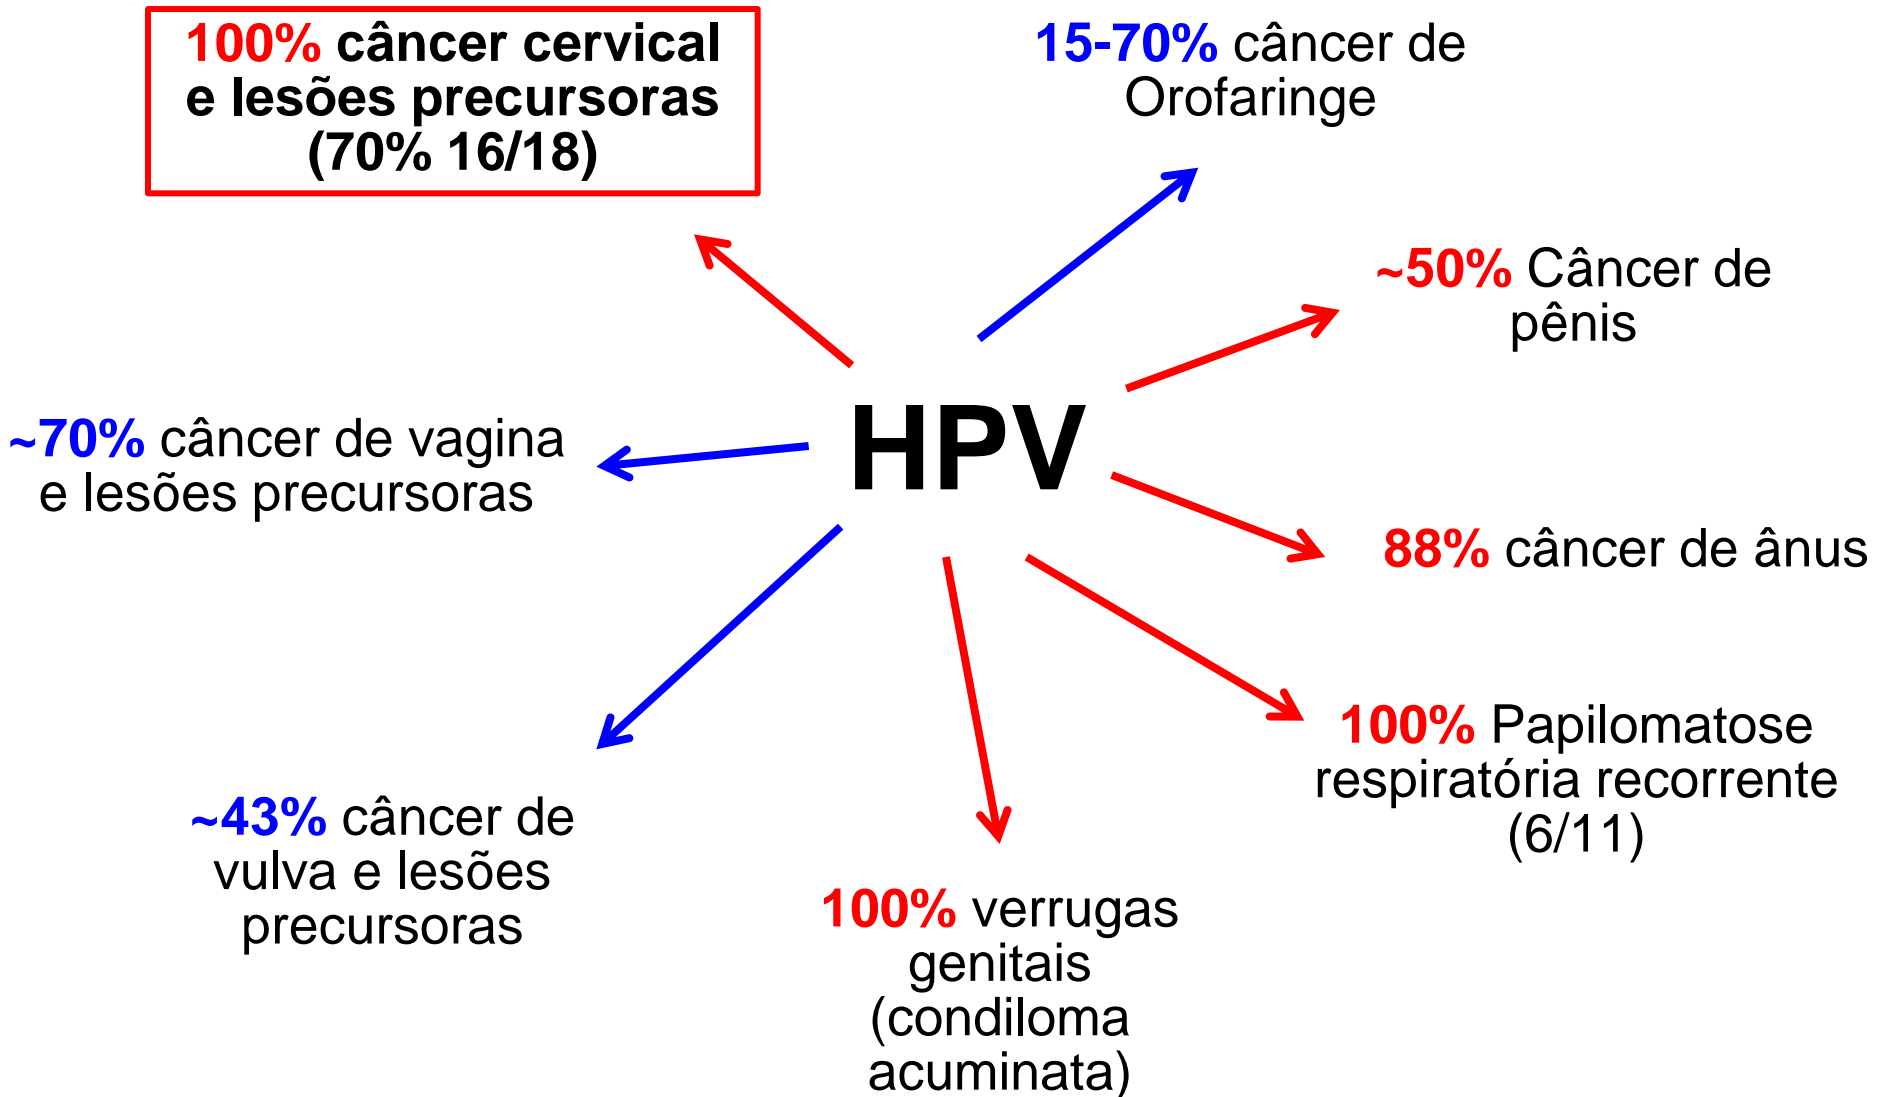 100% câncer cervical
e lesões precursoras
(70% 16/18)
15-70% câncer de
Orofaringe
~50% Câncer de
pênis
HPV
~70% câncer de vagina
e lesões precursoras
88% câncer de ânus
100% Papilomatose
respiratória recorrente
(6/11)
~43% câncer de
vulva e lesões
precursoras
100% verrugas
genitais
(condiloma
acuminata)